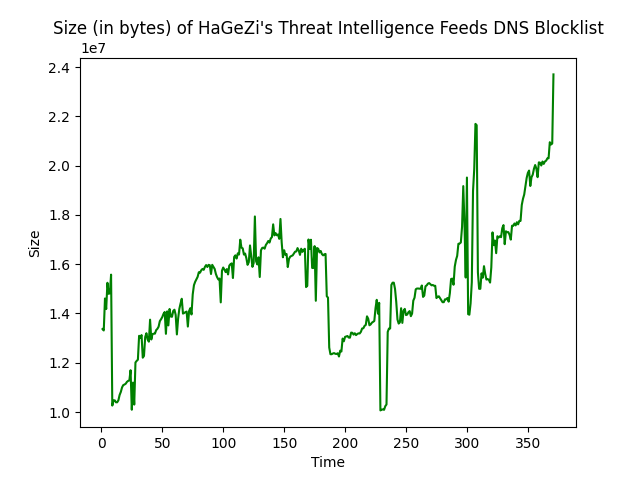 Size (in bytes) of HaGeZi's Threat Intelligence Feeds DNS Blocklist
1e7
2.4
2.2
2.0
1.8
1.6
1.4
1.2
1.0
Size
0 50 100 150 200 250 300 350
Time